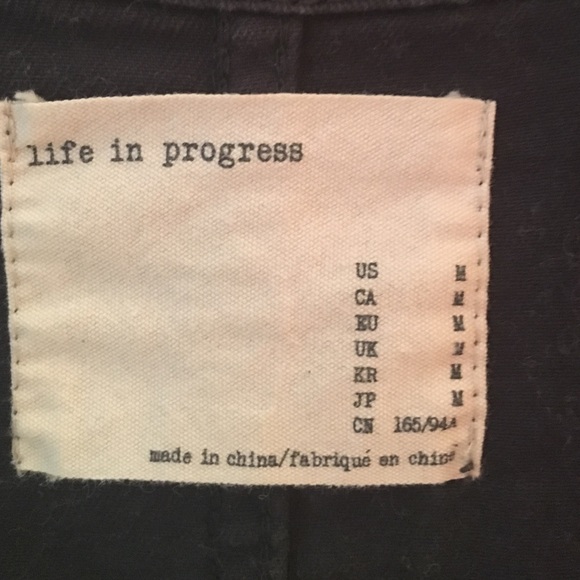 life in progress
US M
CA M
EU M
UK M
KR M
JP M
CN 165/94A
made in china/fabriqué en chine